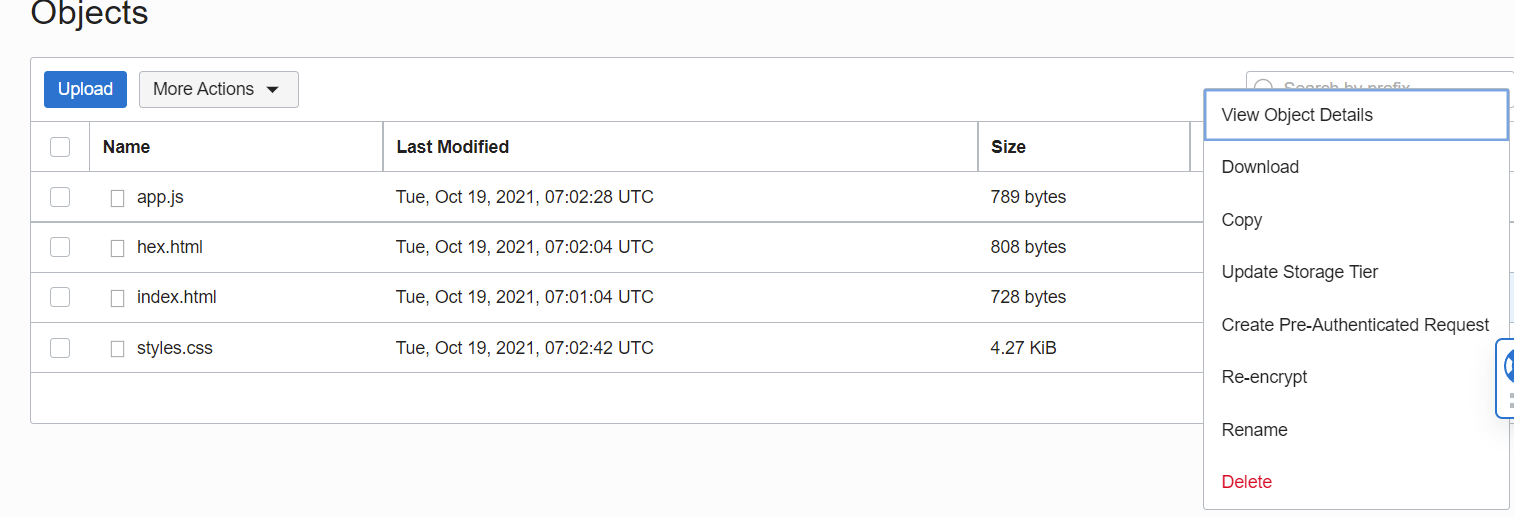 Objects
Upload
More Actions
Search by prefix
Name Last Modified Size
app.js Tue, Oct 19, 2021, 07:02:28 UTC 789 bytes
hex.html Tue, Oct 19, 2021, 07:02:04 UTC 808 bytes
index.html Tue, Oct 19, 2021, 07:01:04 UTC 728 bytes
styles.css Tue, Oct 19, 2021, 07:02:42 UTC 4.27 KiB
View Object Details
Download
Copy
Update Storage Tier
Create Pre-Authenticated Request
Re-encrypt
Rename
Delete